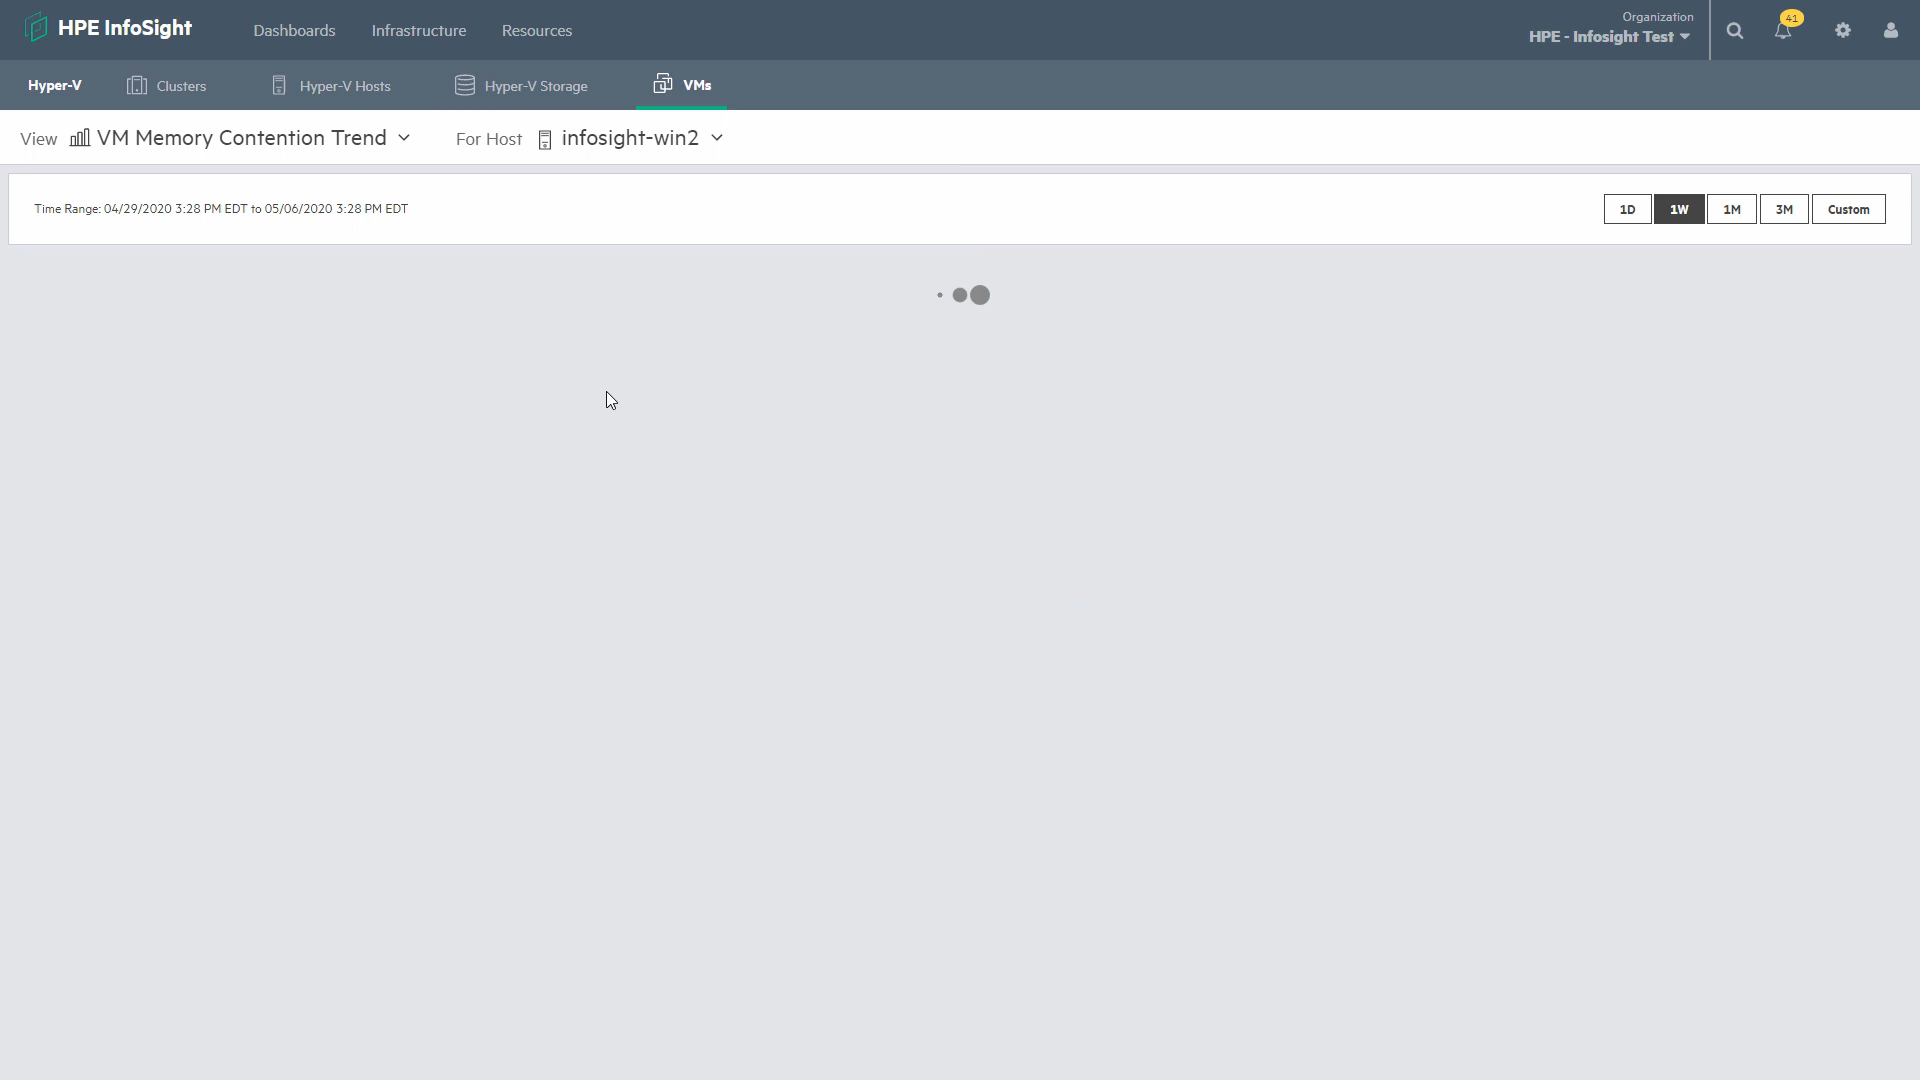 HPE InfoSight
Dashboards
Infrastructure
Resources
Organization
HPE - Infosight Test
41
Hyper-V
Clusters
Hyper-V Hosts
Hyper-V Storage
VMs
View VM Memory Contention Trend
For Host infosight-win2
Time Range: 04/29/2020 3:28 PM EDT to 05/06/2020 3:28 PM EDT
1D
1W
1M
3M
Custom